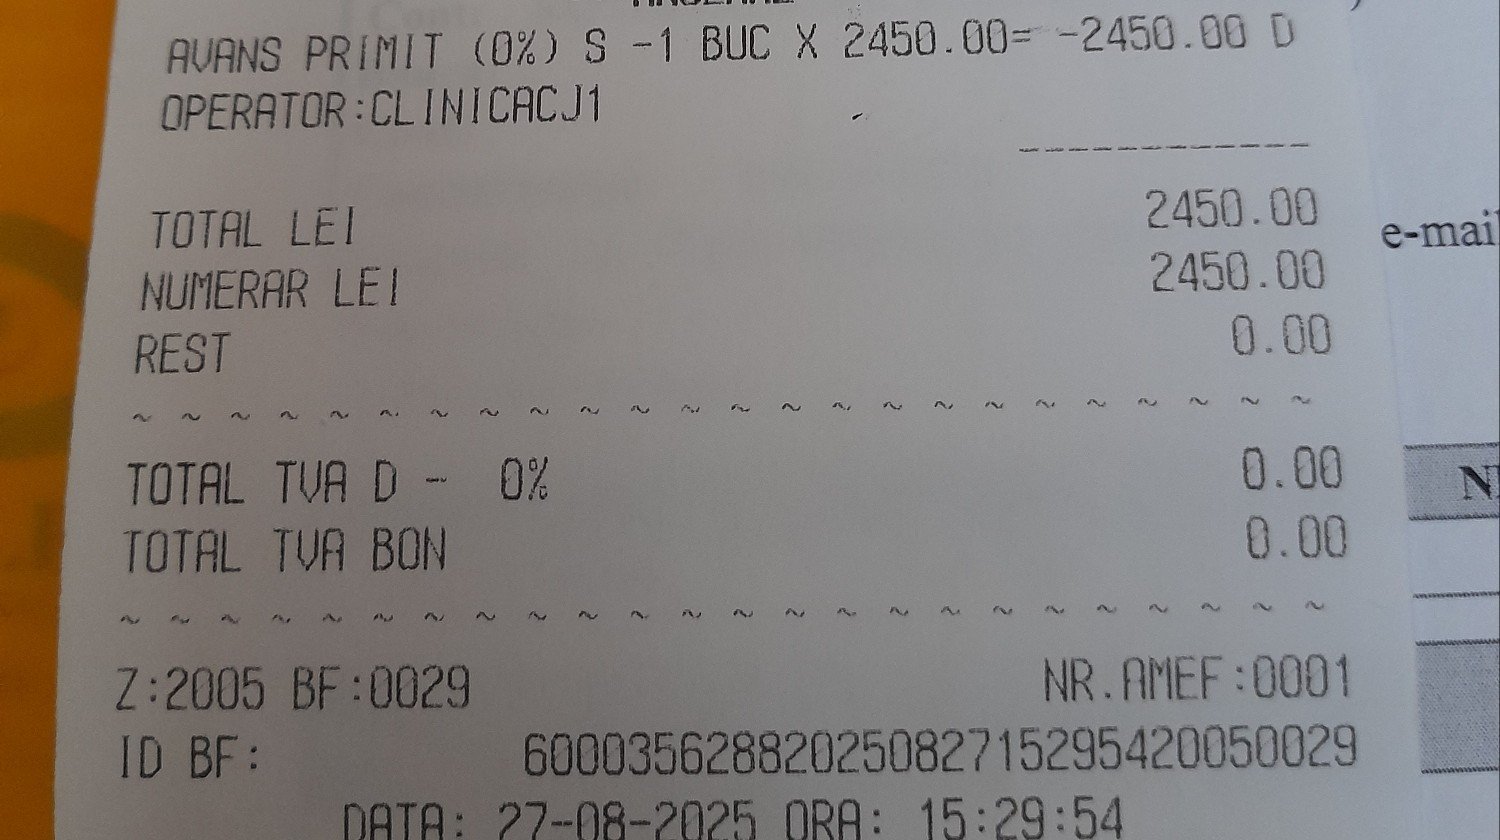 AVANS PRIMIT (0%) S -1 BUC X 2450.00= -2450.00 D
OPERATOR:CLINICACJ1
------------
TOTAL LEI 2450.00
NUMERAR LEI 2450.00
REST 0.00
~ ~ ~ ~ ~ ~ ~ ~ ~ ~ ~ ~ ~ ~ ~ ~ ~ ~ ~ ~ ~ ~ ~ ~
TOTAL TVA D - 0% 0.00
TOTAL TVA BON 0.00
~ ~ ~ ~ ~ ~ ~ ~ ~ ~ ~ ~ ~ ~ ~ ~ ~ ~ ~ ~ ~ ~ ~ ~
Z:2005 BF:0029 NR.AMEF:0001
ID BF: 60003562882025082715295420050029
DATA: 27-08-2025 ORA: 15:29:54
e-mail